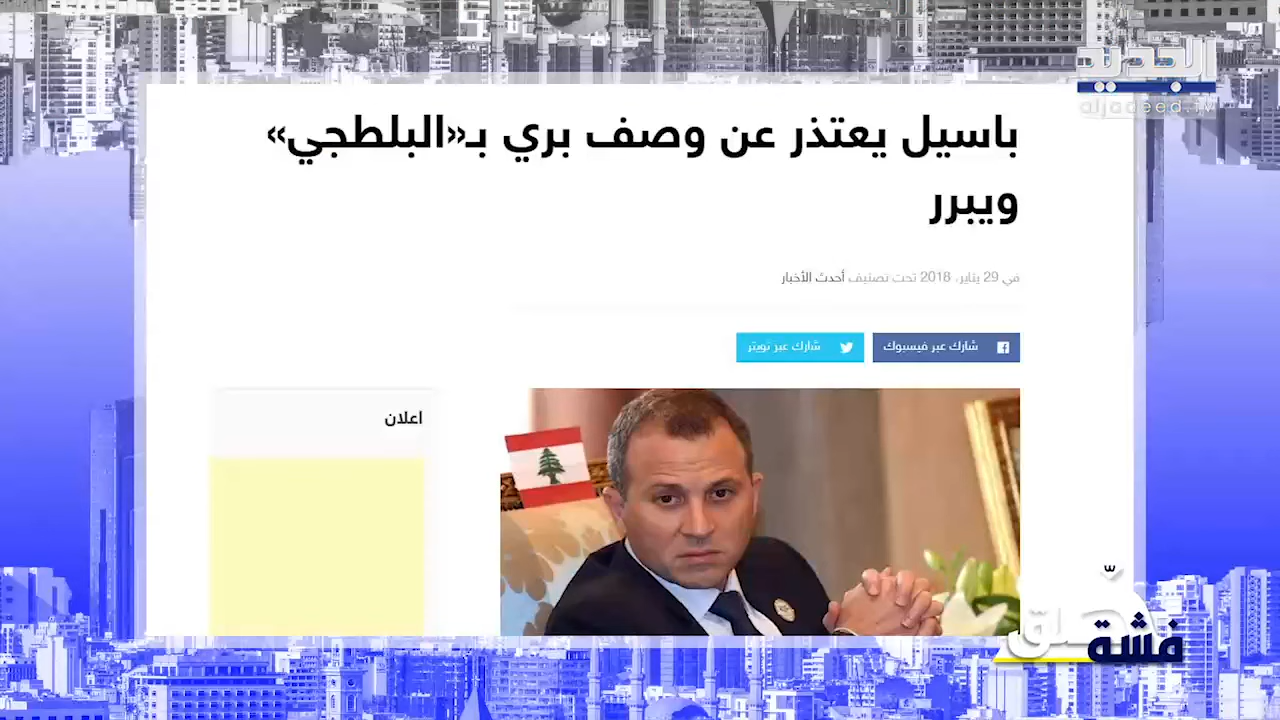 الجديد
aljadeed.tv
باسيل يعتذر عن وصف بري بـ«البلطجي»
ويبرر
في 29 يناير، 2018 تحت تصنيف أحدث الأخبار
شارك عبر فيسبوك
شارك عبر تويتر
اعلان
فشّة
خلق